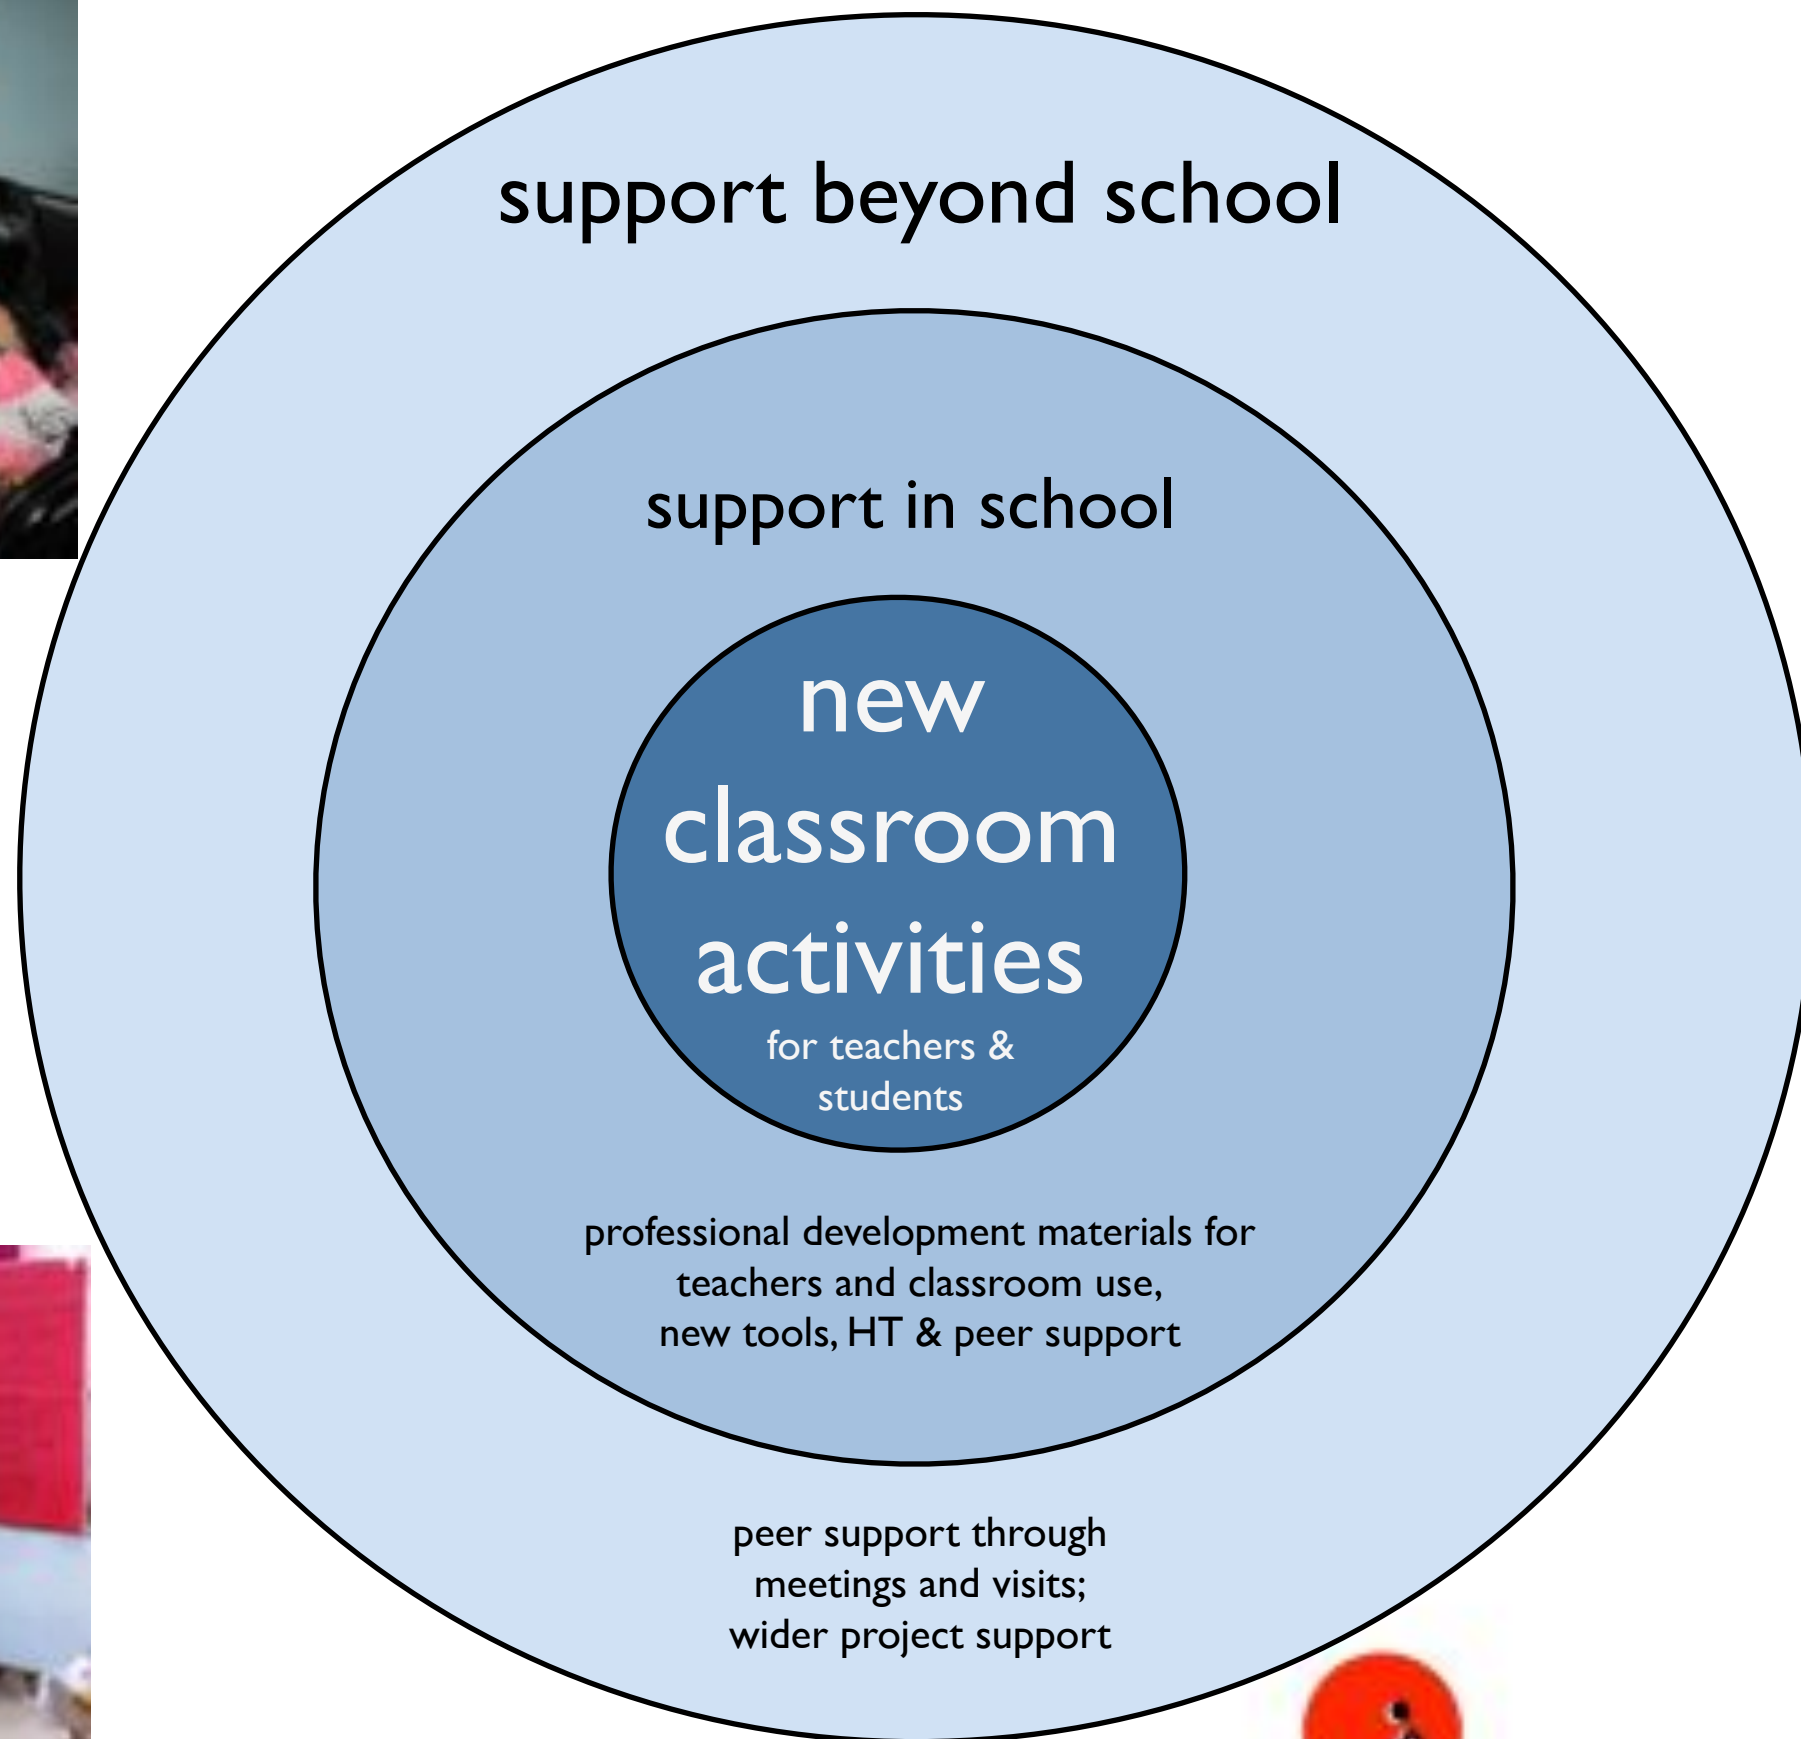 support beyond school
support in school
new
classroom
activities
for teachers &
students
professional development materials for
teachers and classroom use,
new tools, HT & peer support
peer support through
meetings and visits;
wider project support